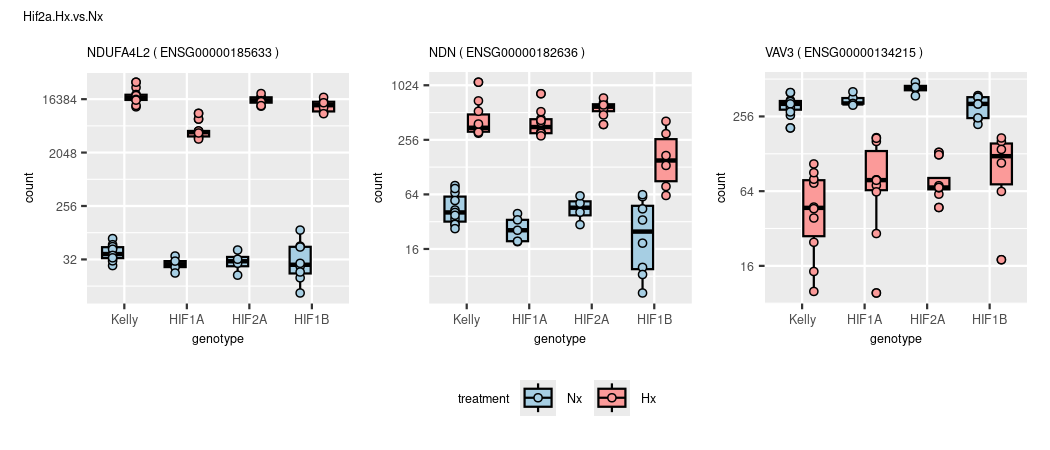 Hif2a.Hx.vs.Nx
NDUFA4L2 ( ENSG00000185633 )
16384
2048
256
32
count
Kelly HIF1A HIF2A HIF1B
genotype
NDN ( ENSG00000182636 )
1024
256
64
16
count
Kelly HIF1A HIF2A HIF1B
genotype
VAV3 ( ENSG00000134215 )
256
64
16
count
Kelly HIF1A HIF2A HIF1B
genotype
treatment Nx Hx